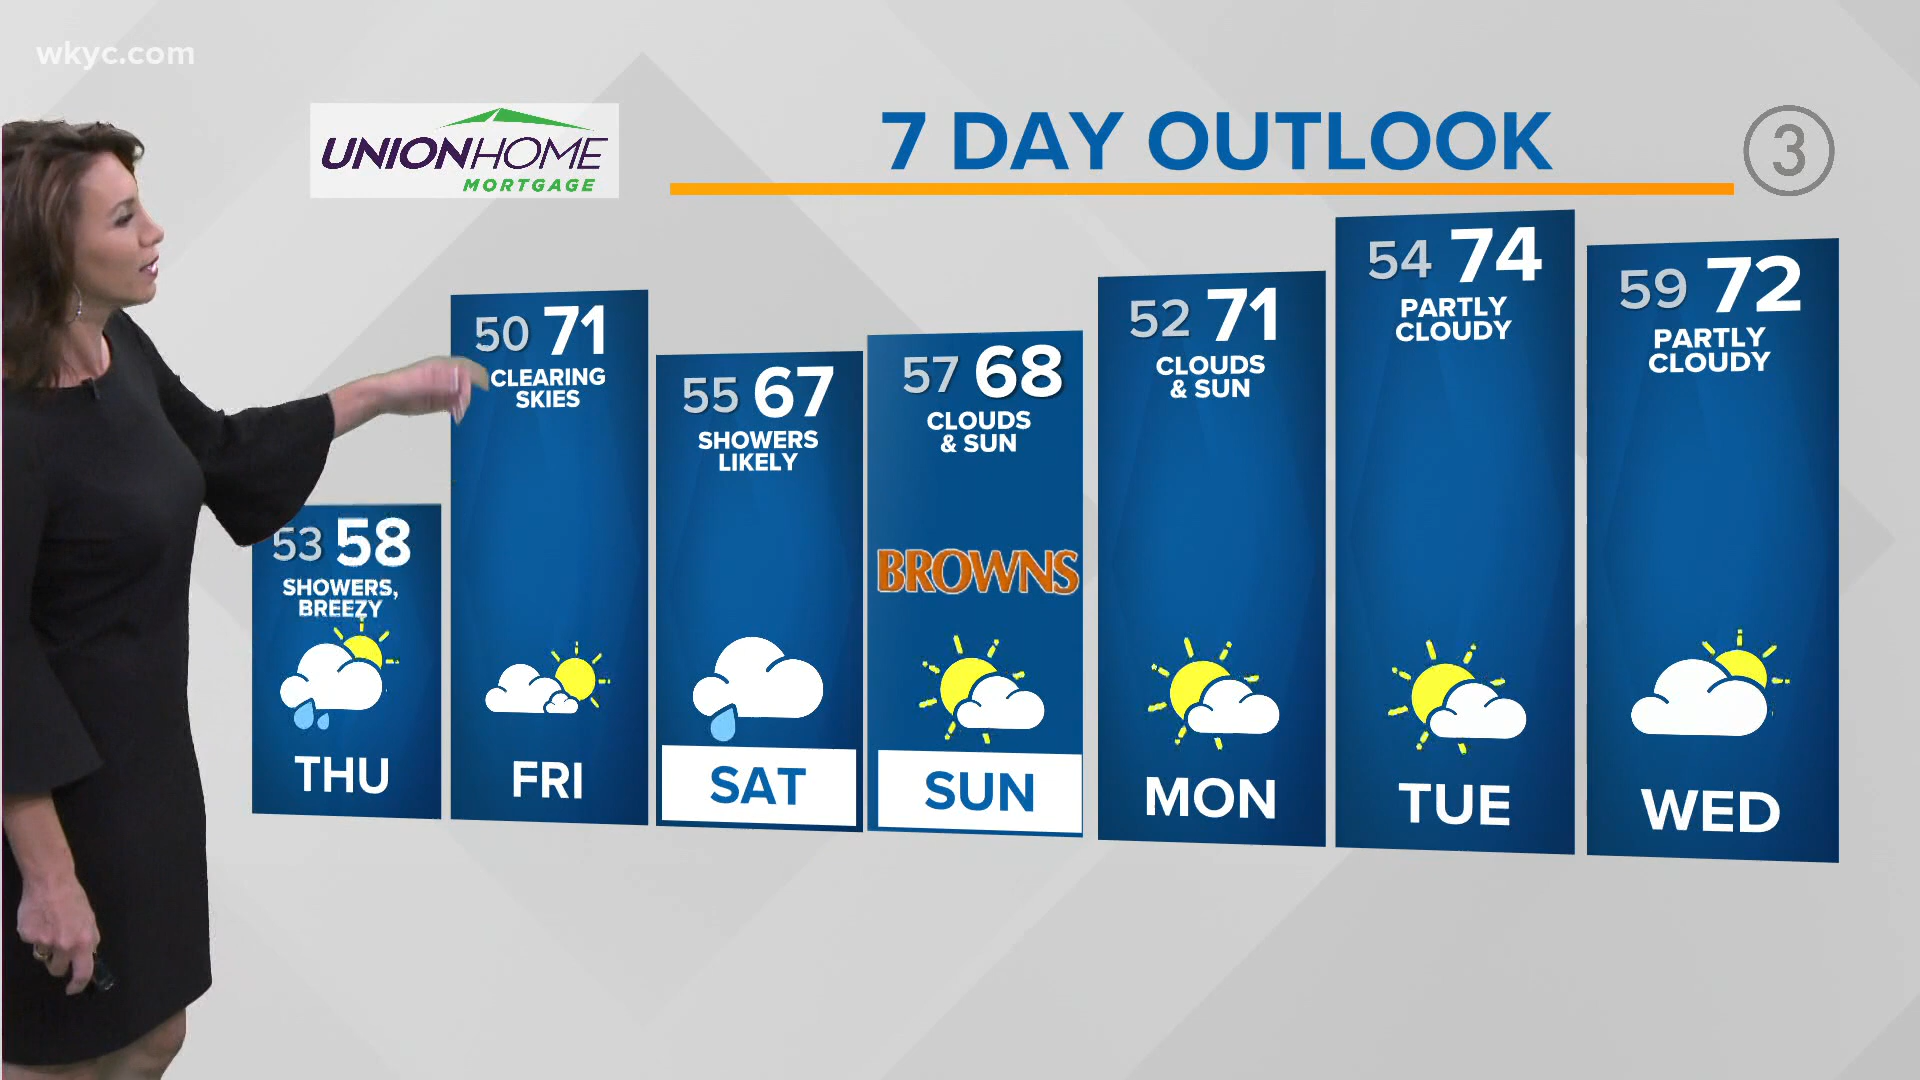 wkyc.com
UNIONHOME
MORTGAGE
7 DAY OUTLOOK
3
53 58
SHOWERS,
BREEZY
THU
50 71
CLEARING
SKIES
FRI
55 67
SHOWERS
LIKELY
SAT
57 68
CLOUDS
& SUN
BROWNS
SUN
52 71
CLOUDS
& SUN
MON
54 74
PARTLY
CLOUDY
TUE
59 72
PARTLY
CLOUDY
WED